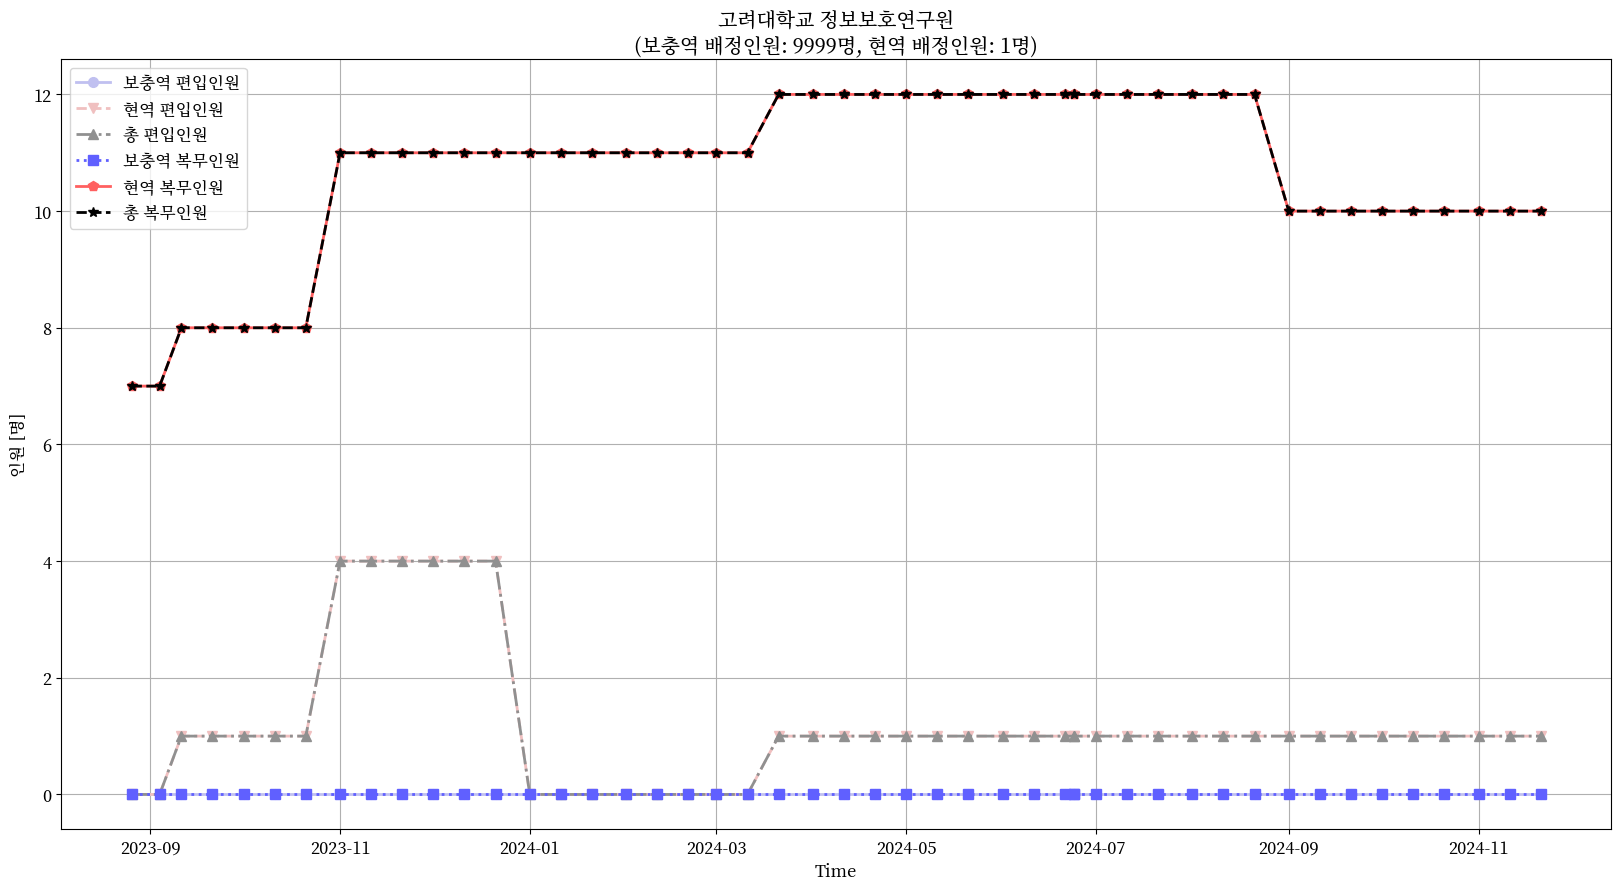 고려대학교 정보보호연구원
(보충역 배정인원: 9999명, 현역 배정인원: 1명)
보충역 편입인원
현역 편입인원
총 편입인원
보충역 복무인원
현역 복무인원
총 복무인원
인원 [명]
12
10
8
6
4
2
0
2023-09 2023-11 2024-01 2024-03 2024-05 2024-07 2024-09 2024-11
Time